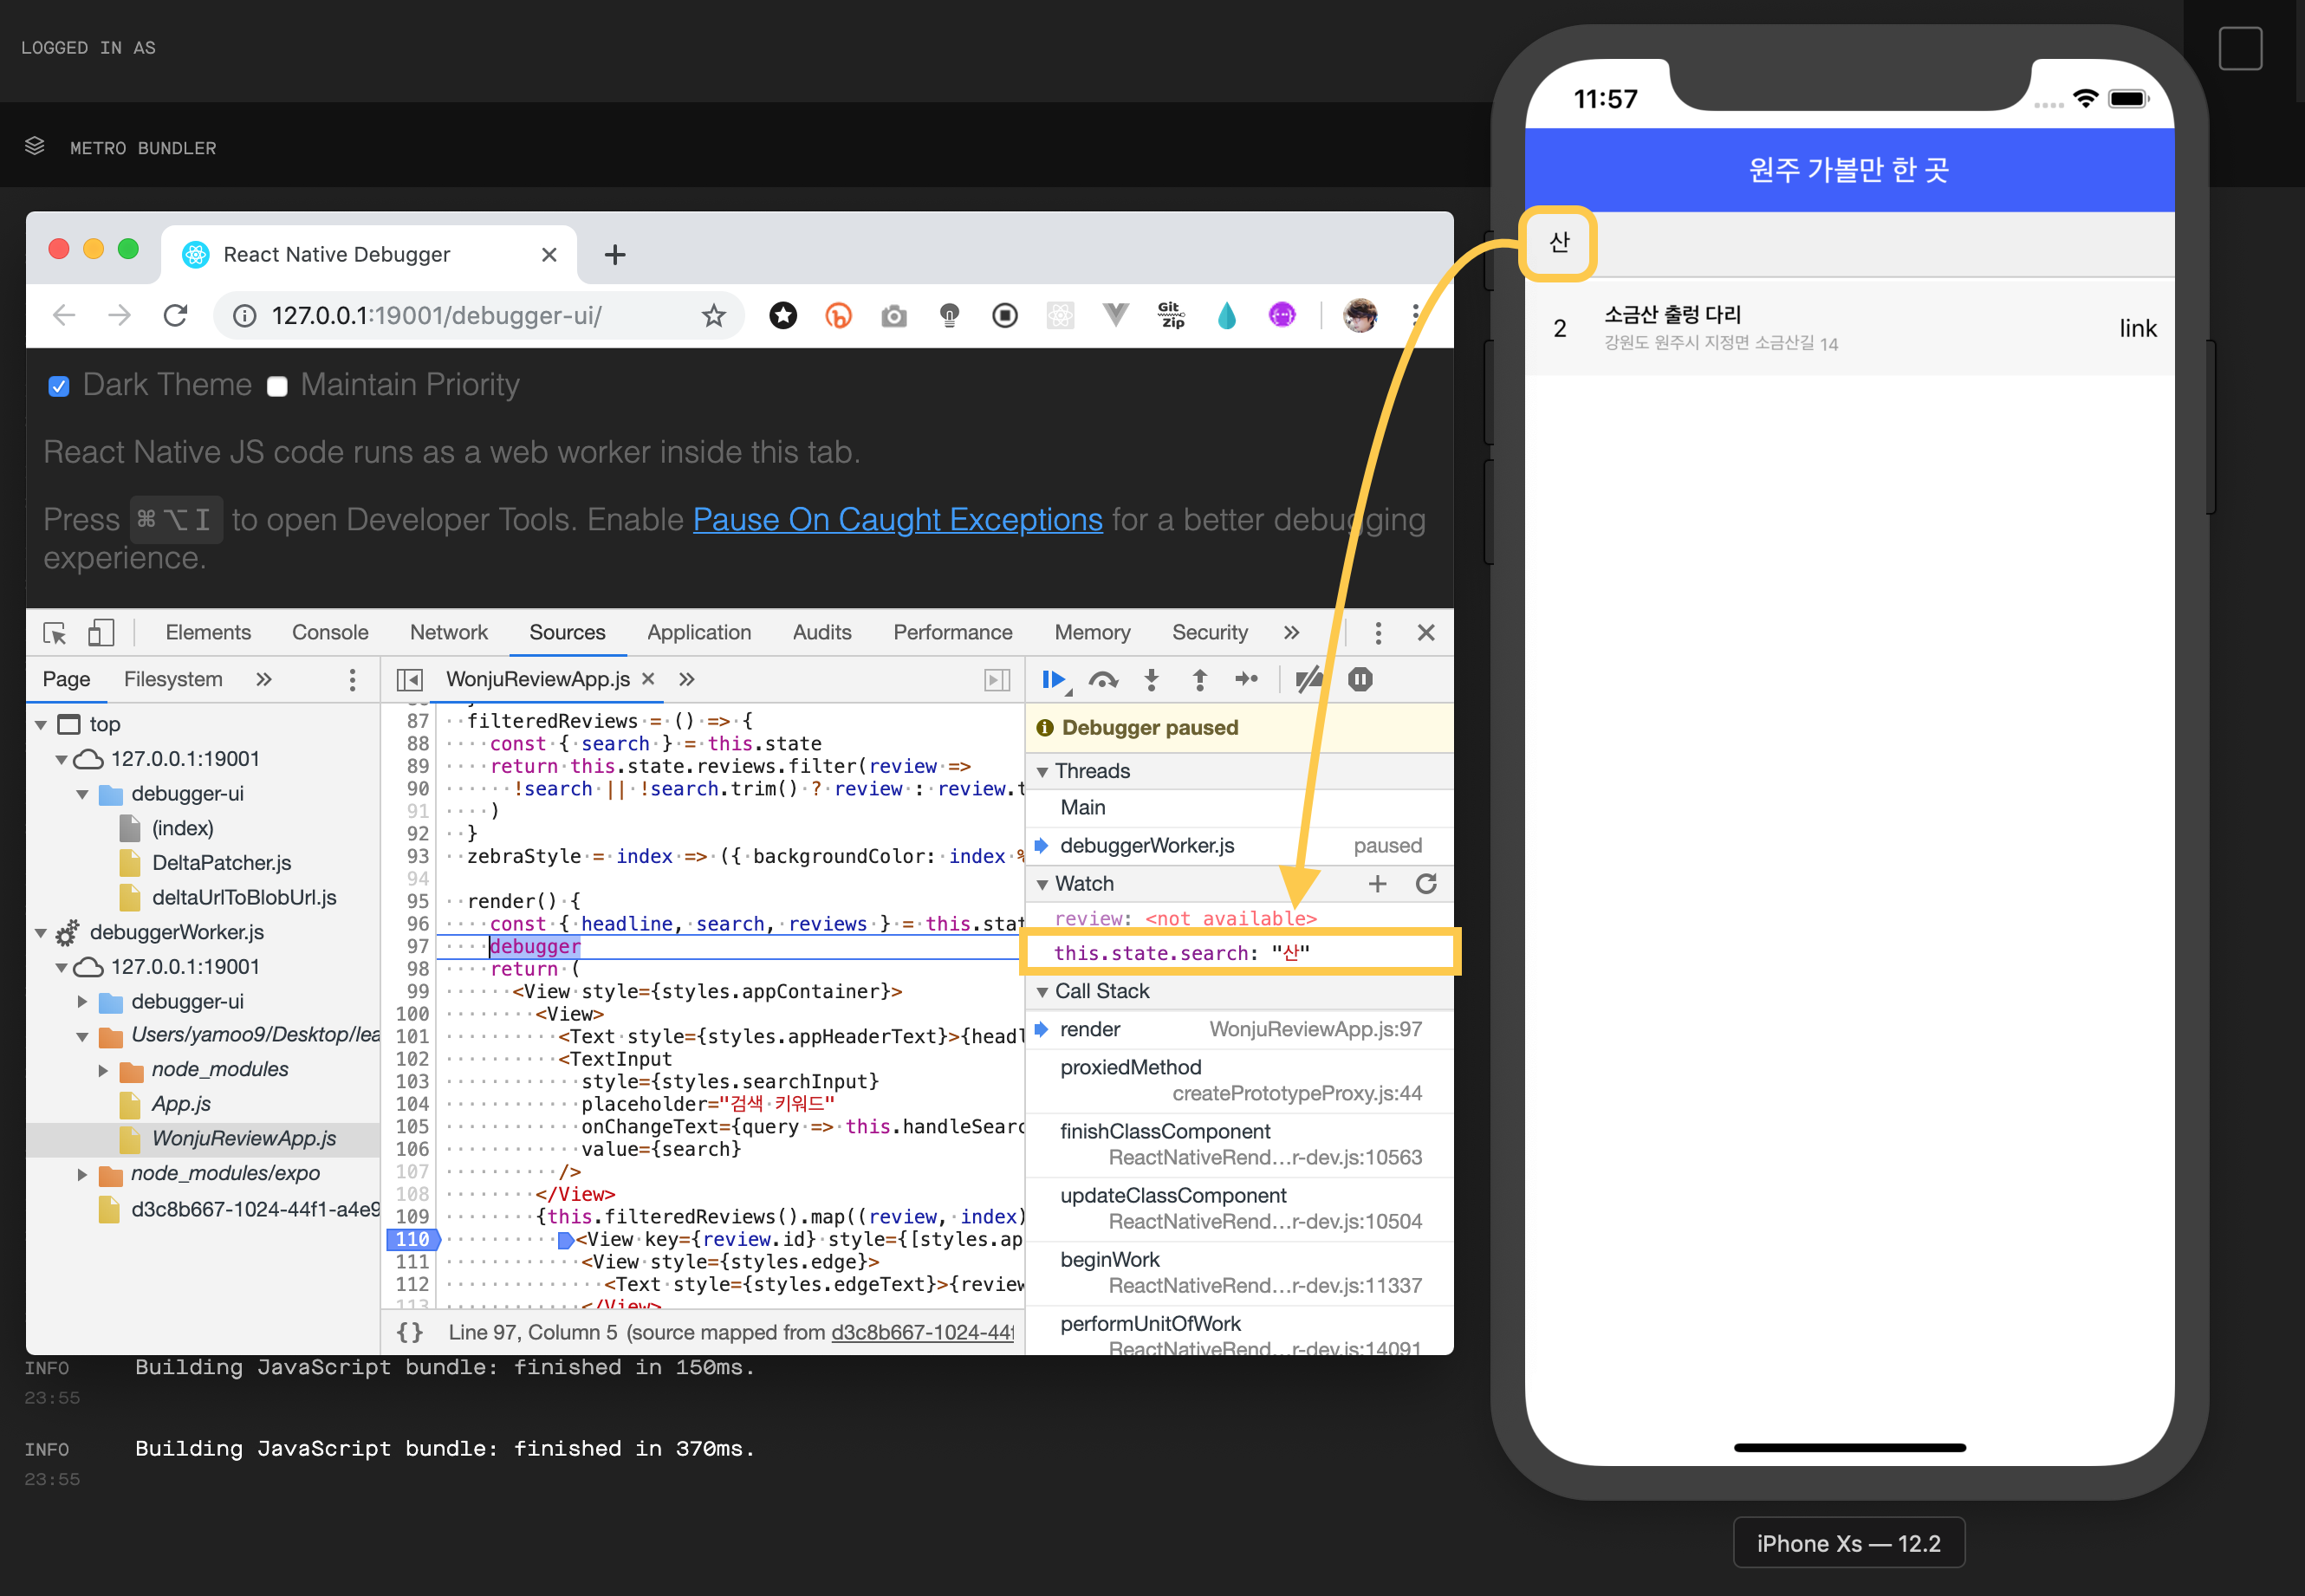 LOGGED IN AS
METRO BUNDLER
React Native Debugger
127.0.0.1:19001/debugger-ui/
Git
Zip
Dark Theme Maintain Priority
React Native JS code runs as a web worker inside this tab.
Press ⌘⌥I to open Developer Tools. Enable Pause On Caught Exceptions for a better debugging
experience.
Elements Console Network Sources Application Audits Performance Memory Security »
Page Filesystem »
top
127.0.0.1:19001
debugger-ui
(index)
DeltaPatcher.js
deltaUrlToBlobUrl.js
debuggerWorker.js
127.0.0.1:19001
debugger-ui
Users/yamoo9/Desktop/lea
node_modules
App.js
WonjuReviewApp.js
node_modules/expo
d3c8b667-1024-44f1-a4e9
WonjuReviewApp.js »
87 filteredReviews = () => {
88 const { search } = this.state
89 return this.state.reviews.filter(review =>
90 !search || !search.trim() ? review : review.t
91 )
92 }
93 zebraStyle = index => ({ backgroundColor: index %
94
95 render() {
96 const { headline, search, reviews } = this.stat
97 debugger
98 return (
99 <View style={styles.appContainer}>
100 <View>
101 <Text style={styles.appHeaderText}>{headl
102 <TextInput
103 style={styles.searchInput}
104 placeholder="검색 키워드"
105 onChangeText={query => this.handleSearc
106 value={search}
107 />
108 </View>
109 {this.filteredReviews().map((review, index)
110 <View key={review.id} style={[styles.ap
111 <View style={styles.edge}>
112 <Text style={styles.edgeText}>{review
113 </View>
{} Line 97, Column 5 (source mapped from d3c8b667-1024-44f
Debugger paused
Threads
Main
debuggerWorker.js paused
Watch
review: <not available>
this.state.search: "산"
Call Stack
render WonjuReviewApp.js:97
proxiedMethod
createPrototypeProxy.js:44
finishClassComponent
ReactNativeRend…r-dev.js:10563
updateClassComponent
ReactNativeRend…r-dev.js:10504
beginWork
ReactNativeRend…r-dev.js:11337
performUnitOfWork
ReactNativeRend…r-dev.js:14091
INFO Building JavaScript bundle: finished in 150ms.
23:55
INFO Building JavaScript bundle: finished in 370ms.
23:55
11:57
원주 가볼만 한 곳
산
2
소금산 출렁 다리
강원도 원주시 지정면 소금산길 14
link
iPhone Xs — 12.2